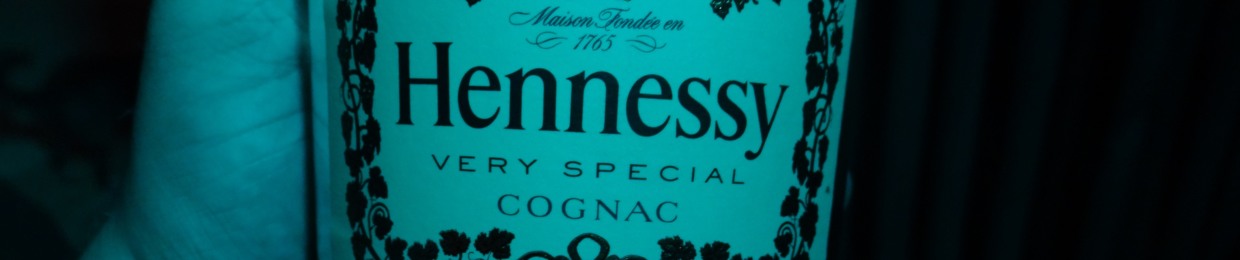 Maison Fondée en
1765
Hennessy
VERY SPECIAL
COGNAC